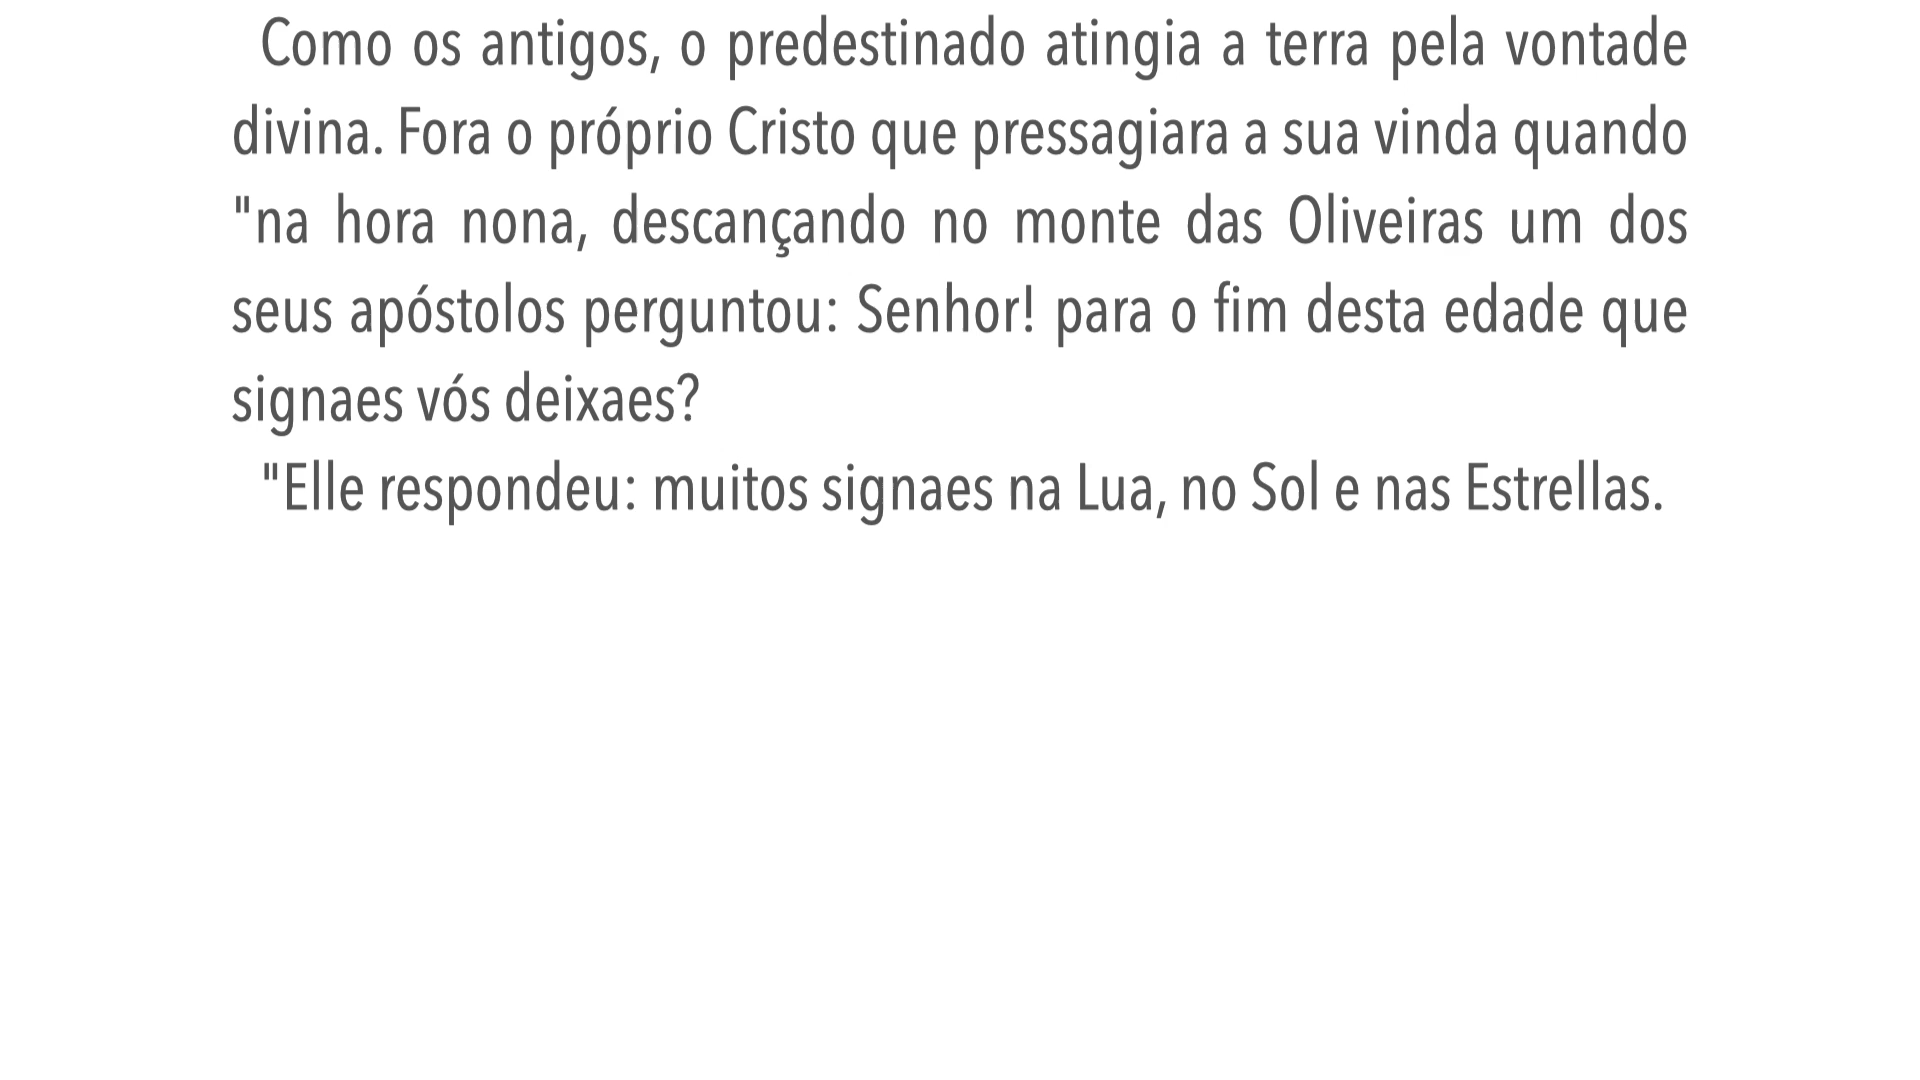 Como os antigos, o predestinado atingia a terra pela vontade
divina. Fora o próprio Cristo que pressagiara a sua vinda quando
"na hora nona, descançando no monte das Oliveiras um dos
seus apóstolos perguntou: Senhor! para o fim desta edade que
signaes vós deixaes?
"Elle respondeu: muitos signaes na Lua, no Sol e nas Estrellas.